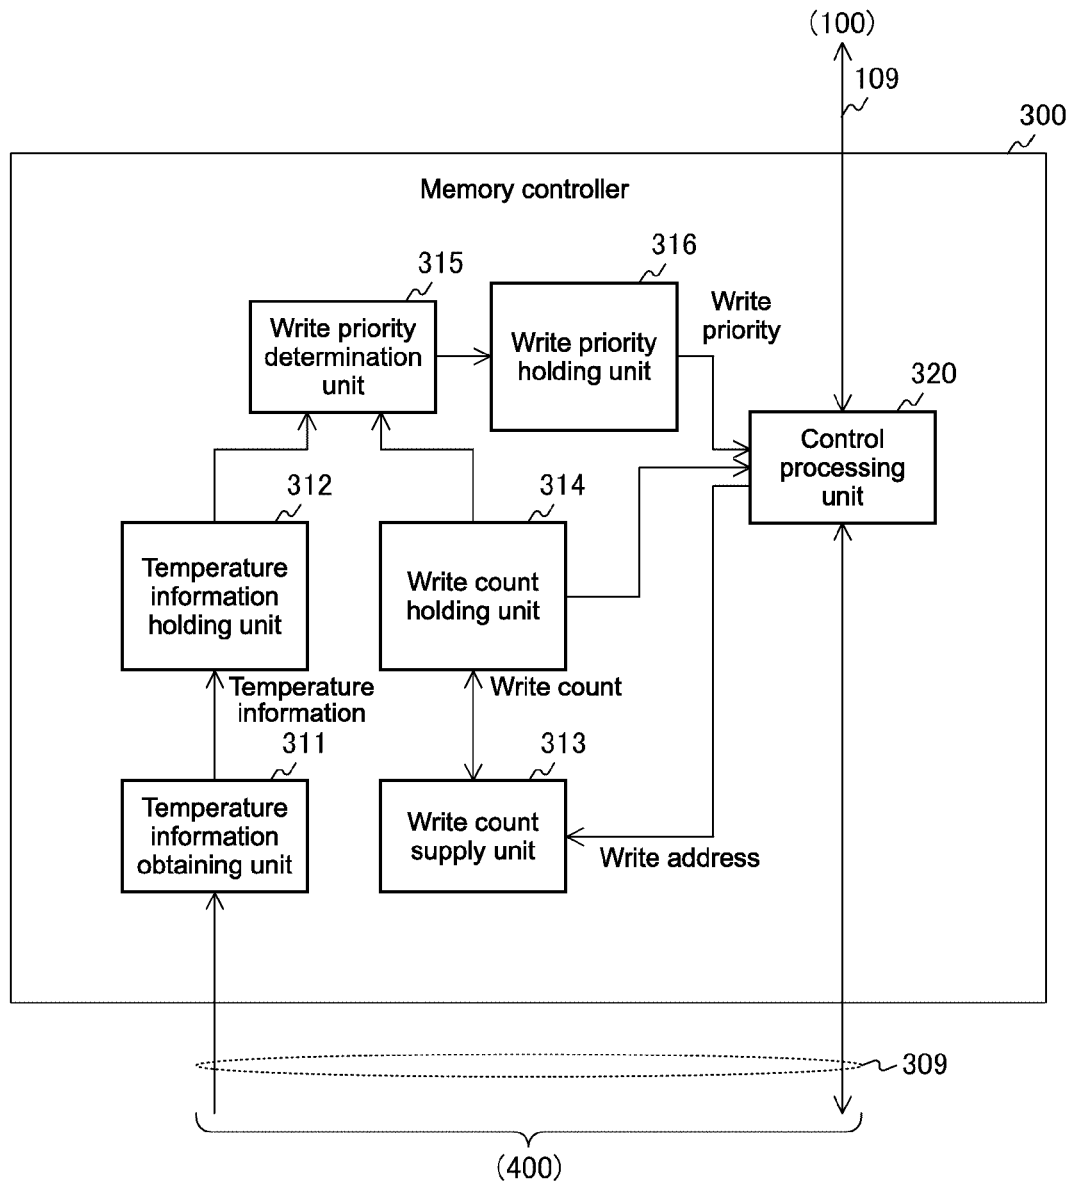 (100)
109
300
Memory controller
315
316
Write priority
determination
unit
Write priority
holding unit
Write
priority
320
Control
processing
unit
312
314
Temperature
information
holding unit
Write count
holding unit
Temperature
information
Write count
311
313
Temperature
information
obtaining unit
Write count
supply unit
Write address
309
(400)